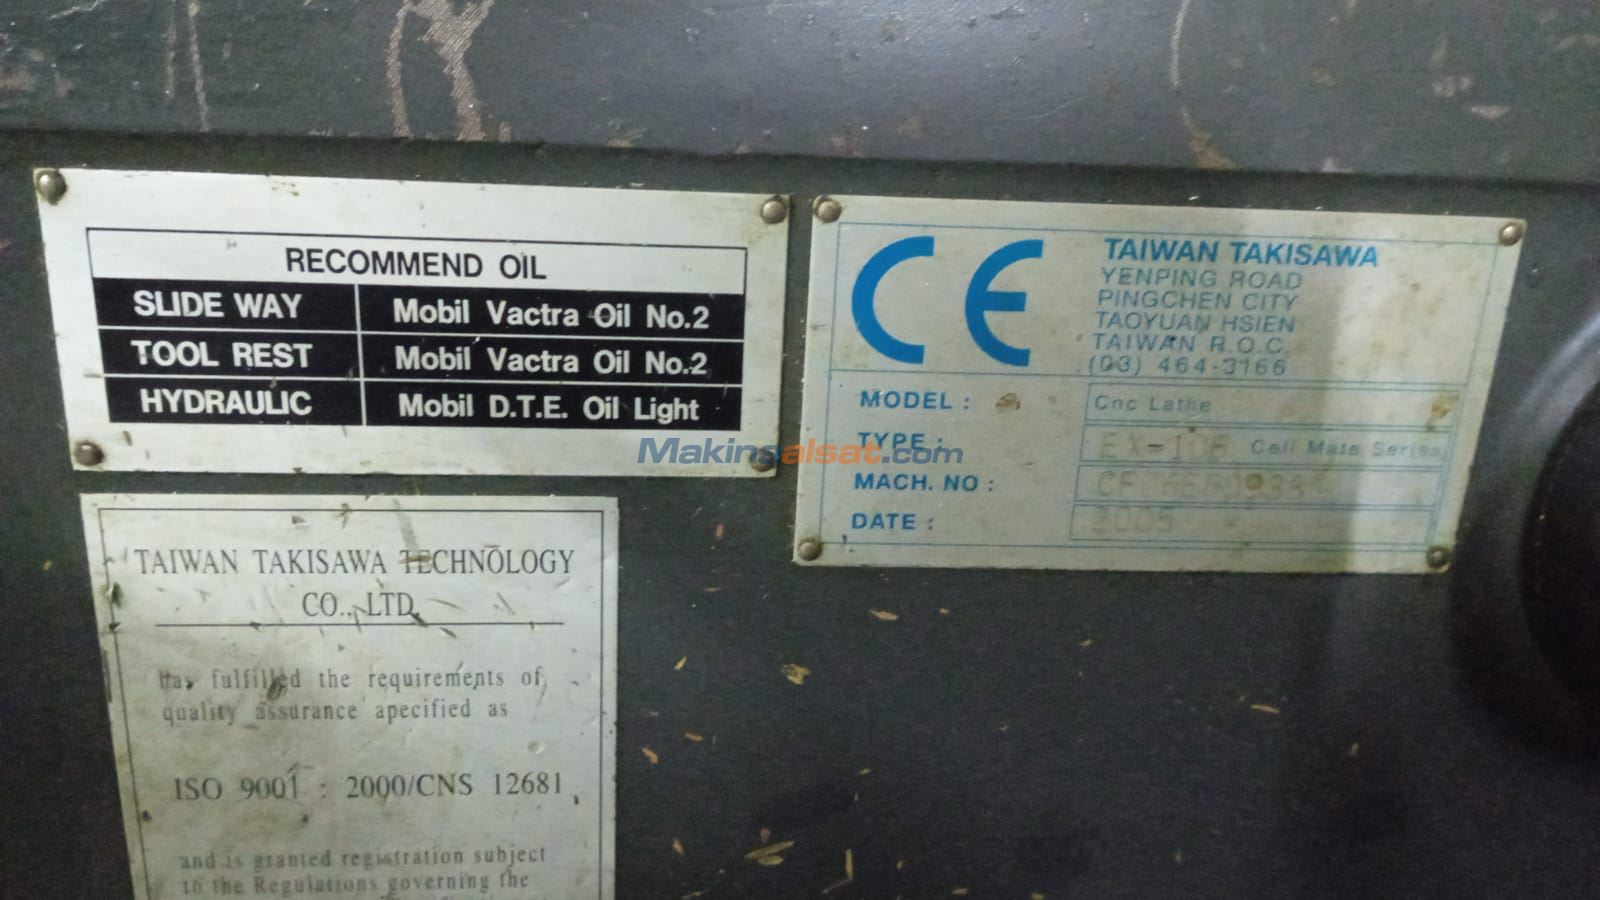 RECOMMEND OIL
SLIDE WAY Mobil Vactra Oil No.2
TOOL REST Mobil Vactra Oil No.2
HYDRAULIC Mobil D.T.E. Oil Light
CE
TAIWAN TAKISAWA
YENPING ROAD
PINGCHEN CITY
TAOYUAN HSIEN
TAIWAN R.O.C.
(03) 464-3166
MODEL : Cnc Lathe
TYPE : Cell Mate Series
MACH. NO :
DATE : 2005
Makinsalsat.com
TAIWAN TAKISAWA TECHNOLOGY
CO., LTD.
has fulfilled the requirements of
quality assurance apecified as
ISO 9001 : 2000/CNS 12681,
and is granted registration subject
to the Regulations governing the